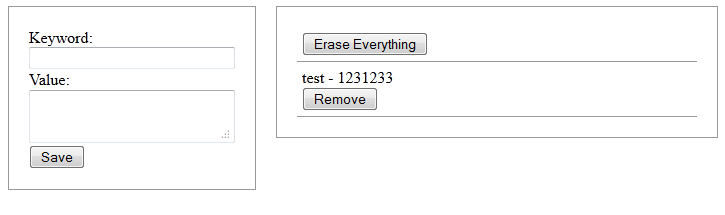 Keyword:
Value:
Save
Erase Everything
test - 1231233
Remove